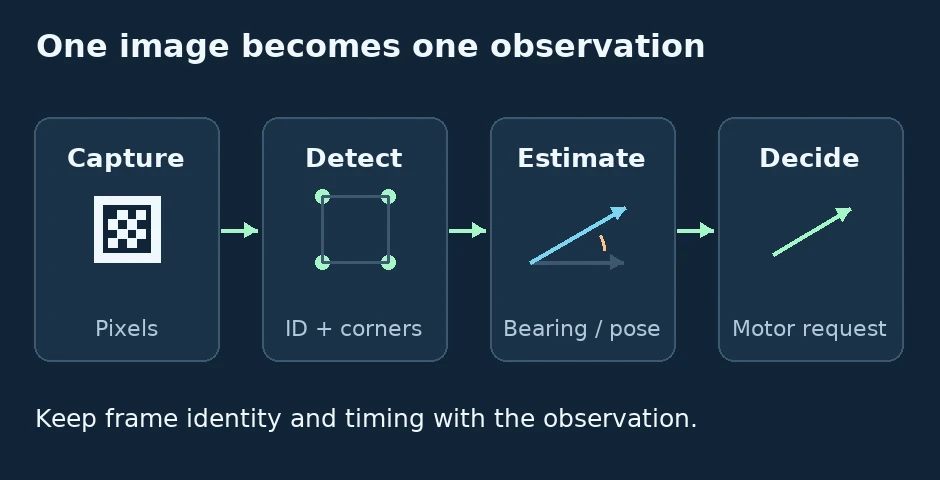 One image becomes one observation
Capture
Detect
Estimate
Decide
Pixels
ID + corners
Bearing / pose
Motor request
Keep frame identity and timing with the observation.